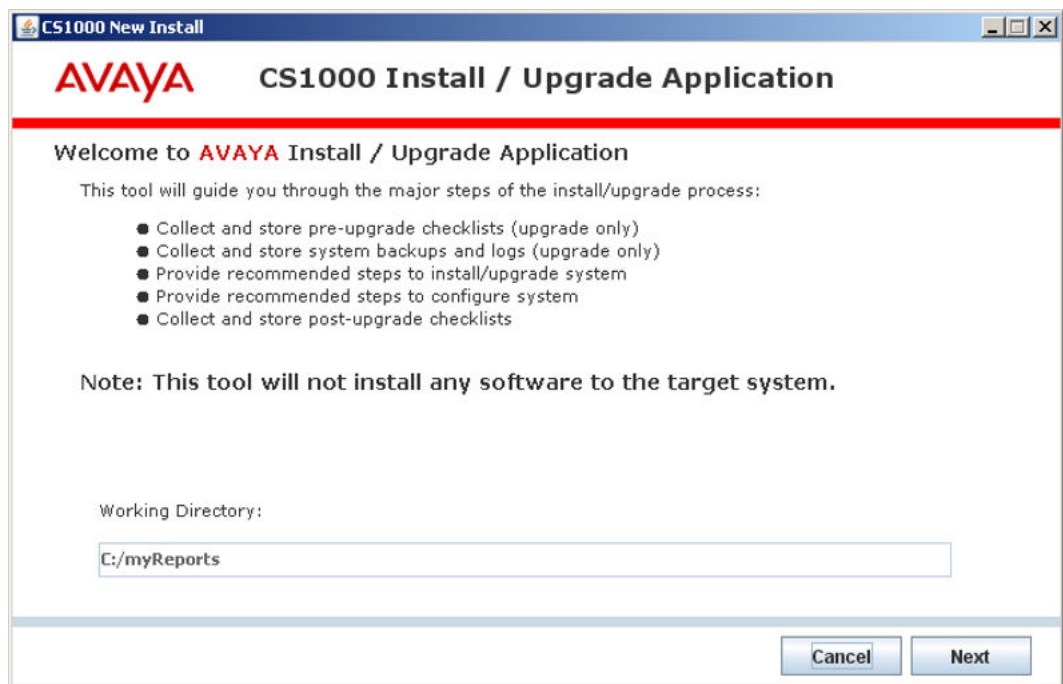 CS1000 New Install
AVAYA CS1000 Install / Upgrade Application
Welcome to AVAYA Install / Upgrade Application
This tool will guide you through the major steps of the install/upgrade process:
● Collect and store pre-upgrade checklists (upgrade only)
● Collect and store system backups and logs (upgrade only)
● Provide recommended steps to install/upgrade system
● Provide recommended steps to configure system
● Collect and store post-upgrade checklists
Note: This tool will not install any software to the target system.
Working Directory:
C:/myReports
Cancel Next